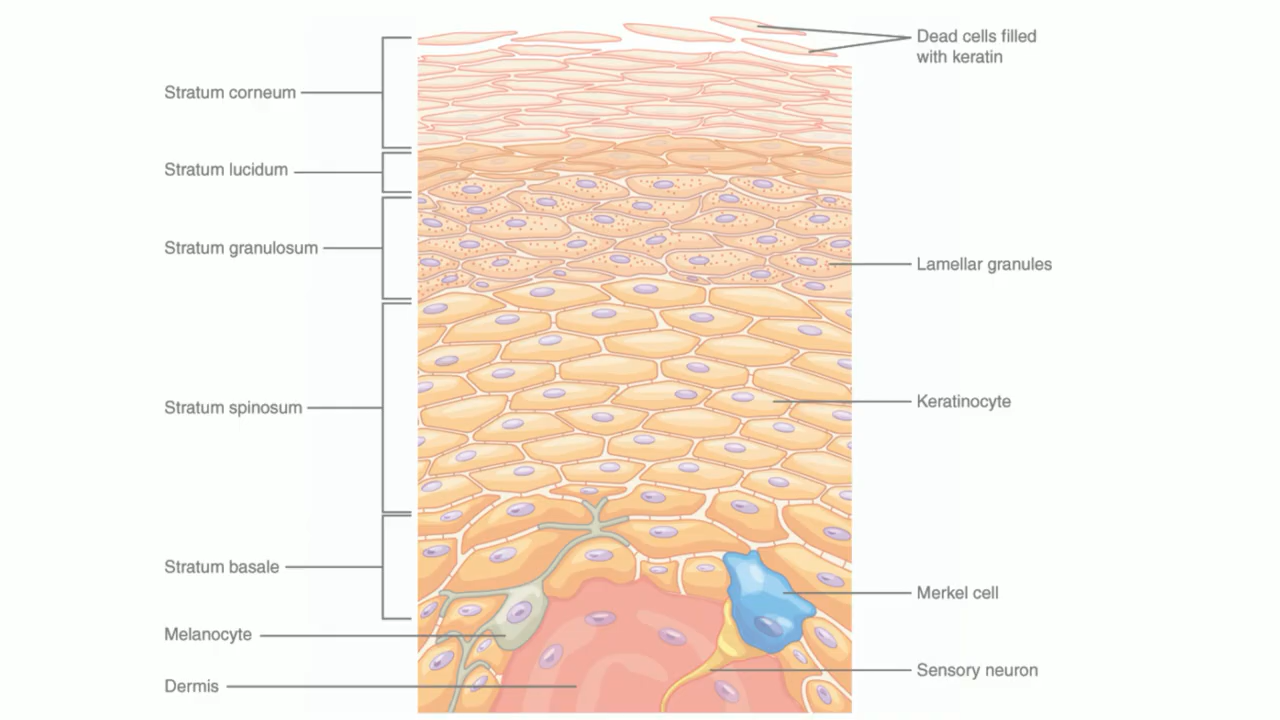 Dead cells filled
with keratin
Stratum corneum
Stratum lucidum
Stratum granulosum
Lamellar granules
Stratum spinosum
Keratinocyte
Stratum basale
Merkel cell
Melanocyte
Sensory neuron
Dermis